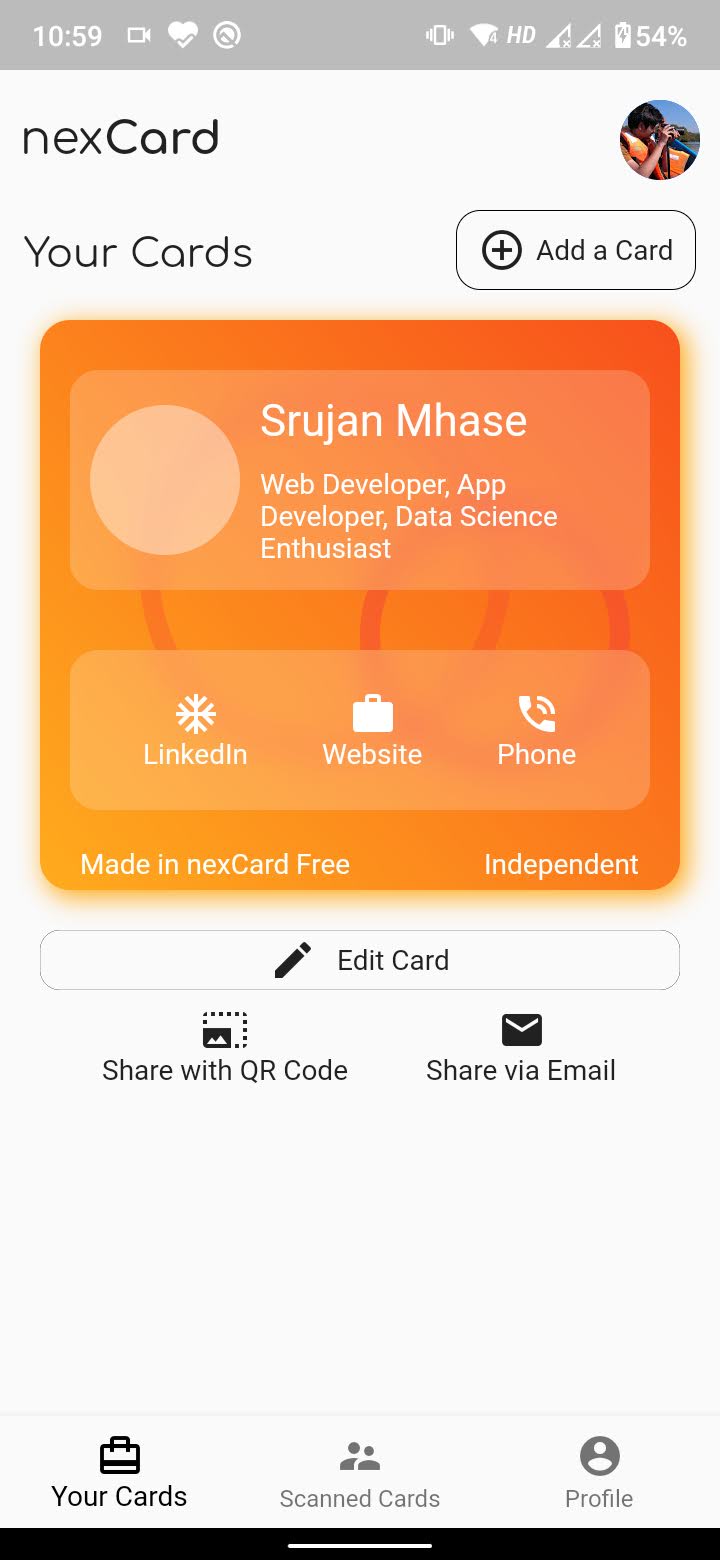 10:59 HD 54%
nexCard
Your Cards
Add a Card
Srujan Mhase
Web Developer, App
Developer, Data Science
Enthusiast
LinkedIn Website Phone
Made in nexCard Free Independent
Edit Card
Share with QR Code Share via Email
Your Cards Scanned Cards Profile